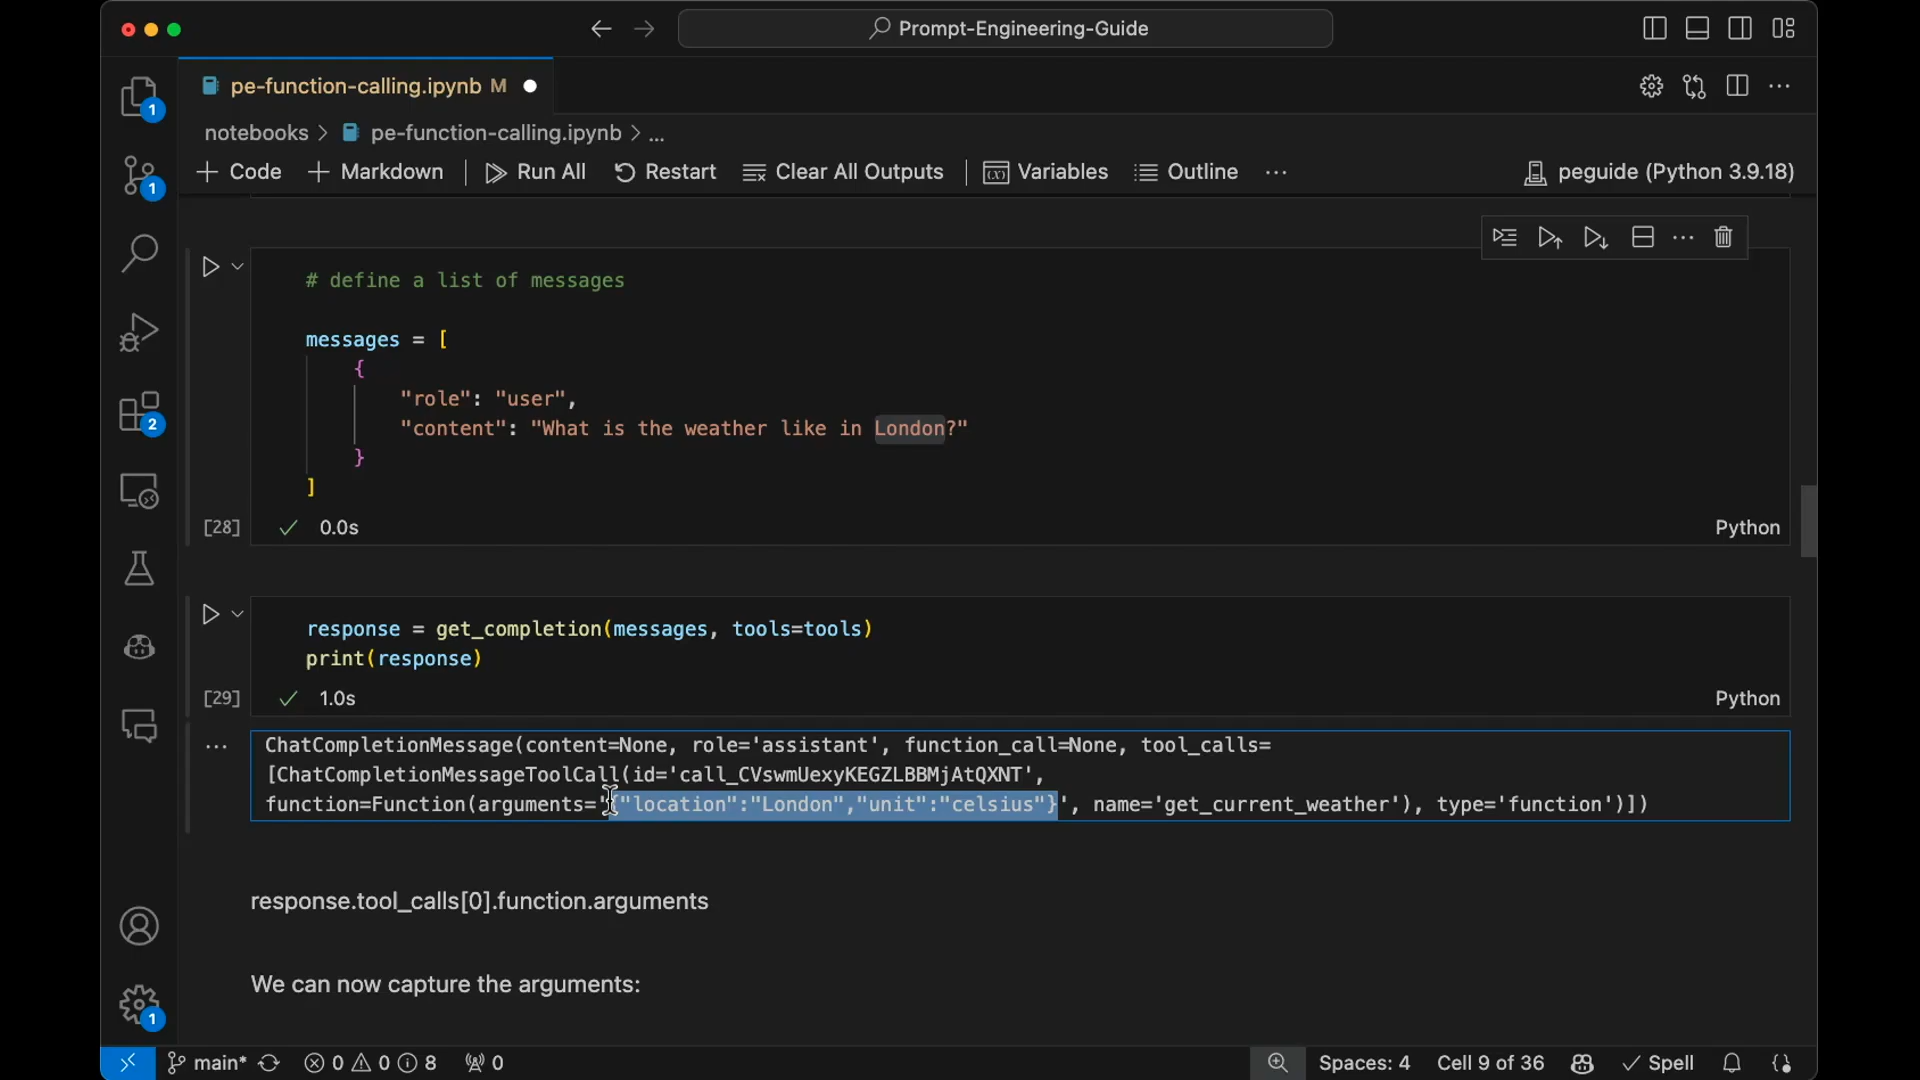 Prompt-Engineering-Guide
pe-function-calling.ipynb M
notebooks > pe-function-calling.ipynb > ...
+ Code + Markdown Run All Restart Clear All Outputs Variables Outline ... peguide (Python 3.9.18)
# define a list of messages
messages = [
{
"role": "user",
"content": "What is the weather like in London?"
}
]
[28] ✓ 0.0s Python
response = get_completion(messages, tools=tools)
print(response)
[29] ✓ 1.0s Python
ChatCompletionMessage(content=None, role='assistant', function_call=None, tool_calls=
[ChatCompletionMessageToolCall(id='call_CVswmUexyKEGZLBBMjAtQXNT',
function=Function(arguments='{"location":"London","unit":"celsius"}', name='get_current_weather'), type='function')])
response.tool_calls[0].function.arguments
We can now capture the arguments:
1
1
2
1
main* 0 0 8 0 Spaces: 4 Cell 9 of 36 ✓ Spell